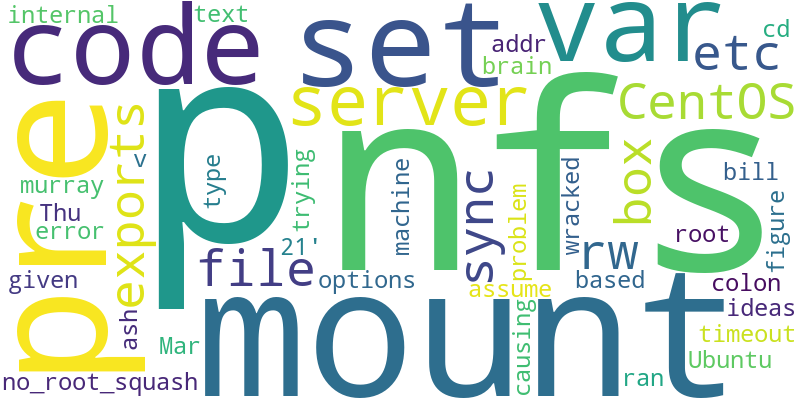 internal
text
code
set
var
addr
brain
etc
cd
pre
p
nfs
server
CentOS
exports
<
murray
Thu
error
type
trying
21'
machine
sync
problem
wracked
box
bill
figure
root
given
file
options
rw
based
assume
colon
ideas
timeout
Ubuntu
ash
Mar
mount
causing
ran
no_root_squash